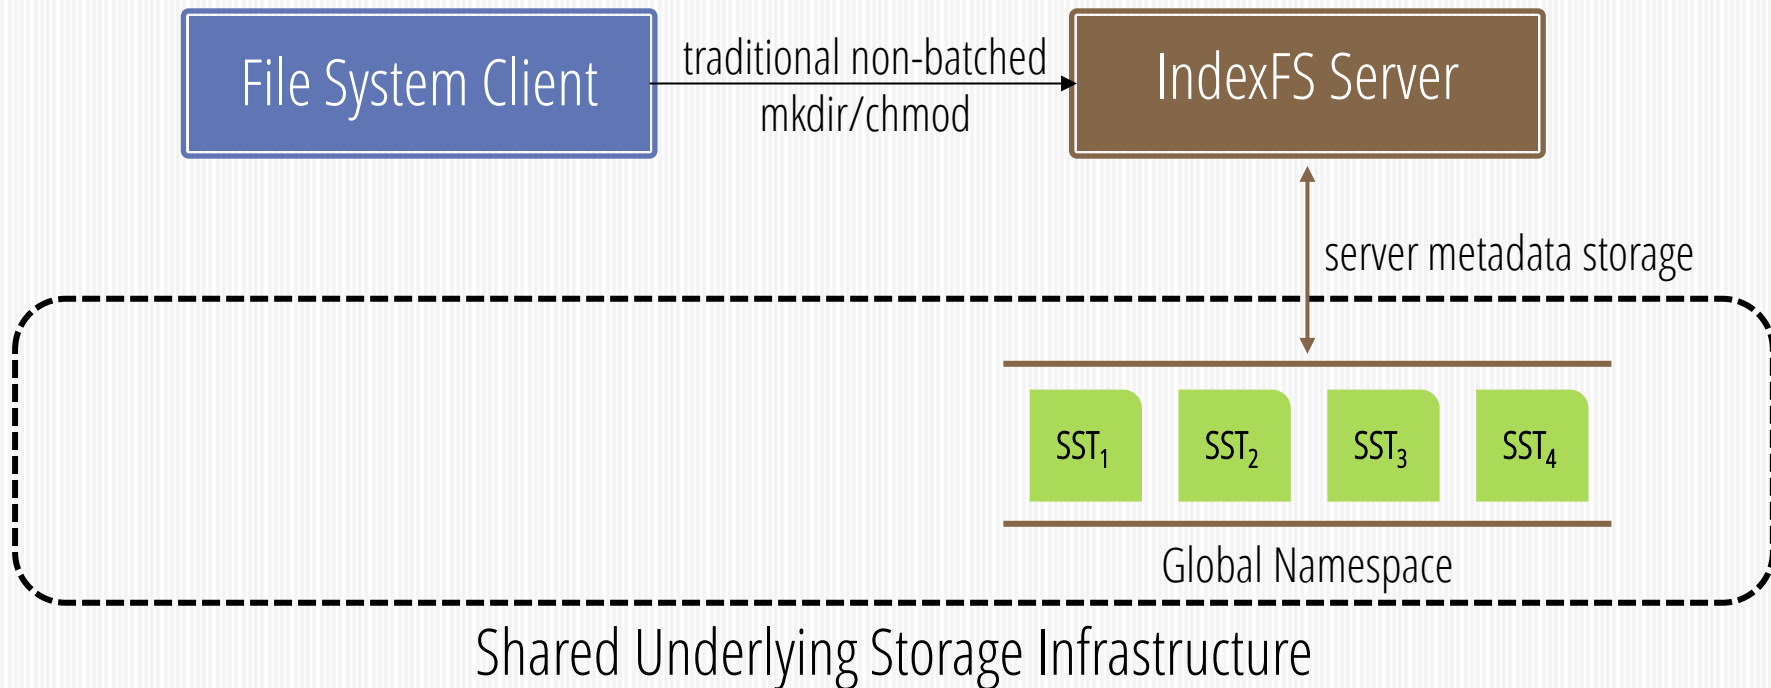 File System Client
traditional non-batched
mkdir/chmod
IndexFS Server
server metadata storage
SST₁ SST₂ SST₃ SST₄
Global Namespace
Shared Underlying Storage Infrastructure